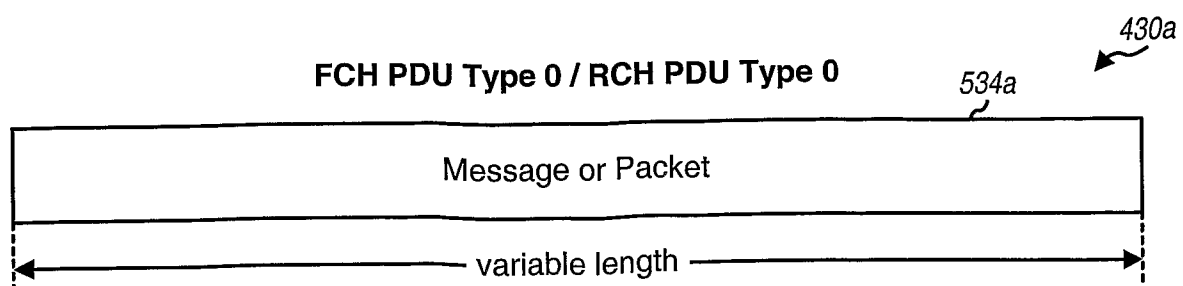 430a
FCH PDU Type 0 / RCH PDU Type 0
534a
Message or Packet
variable length